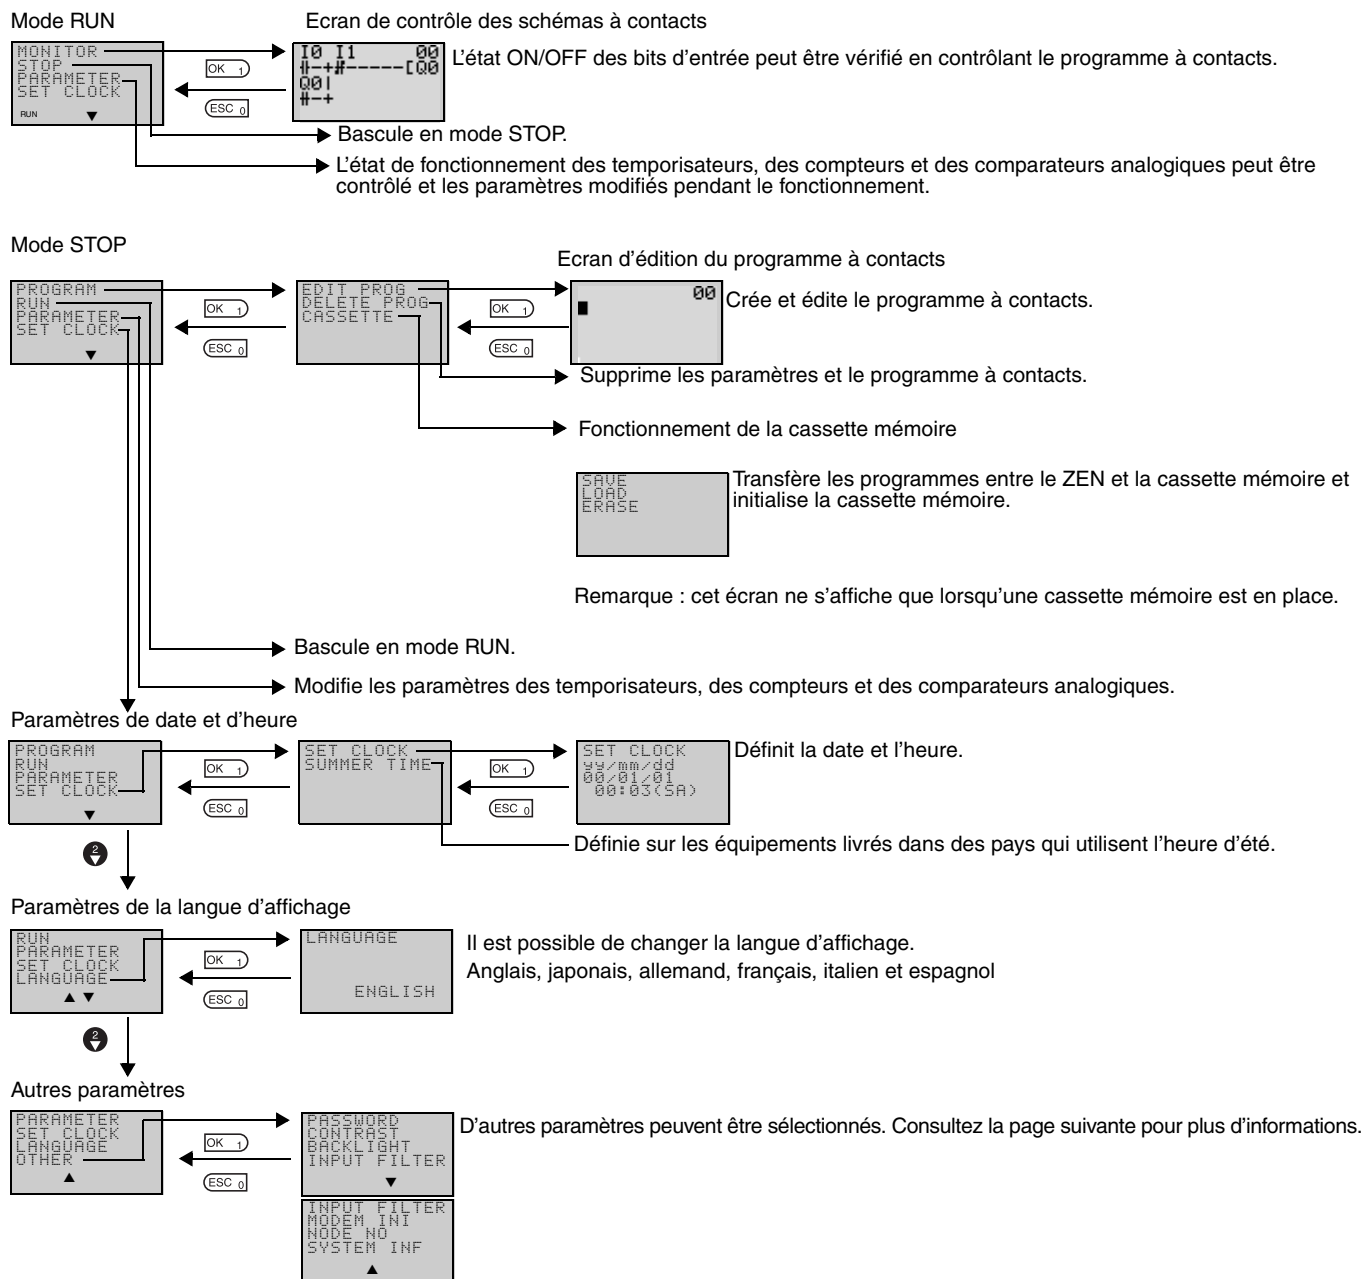 Mode RUN
Ecran de contrôle des schémas à contacts
MONITOR
STOP
PARAMETER
SET CLOCK
RUN ▼
OK 1
ESC 0
I0 I1 00
Q0
Q0
L'état ON/OFF des bits d'entrée peut être vérifié en contrôlant le programme à contacts.
Bascule en mode STOP.
L'état de fonctionnement des temporisateurs, des compteurs et des comparateurs analogiques peut être
contrôlé et les paramètres modifiés pendant le fonctionnement.
Mode STOP
Ecran d'édition du programme à contacts
PROGRAM
RUN
PARAMETER
SET CLOCK
▼
OK 1
ESC 0
EDIT PROG
DELETE PROG
CASSETTE
OK 1
ESC 0
00
Crée et édite le programme à contacts.
Supprime les paramètres et le programme à contacts.
Fonctionnement de la cassette mémoire
SAVE
LOAD
ERASE
Transfère les programmes entre le ZEN et la cassette mémoire et
initialise la cassette mémoire.
Remarque : cet écran ne s'affiche que lorsqu'une cassette mémoire est en place.
Bascule en mode RUN.
Modifie les paramètres des temporisateurs, des compteurs et des comparateurs analogiques.
Paramètres de date et d'heure
PROGRAM
RUN
PARAMETER
SET CLOCK
▼
OK 1
ESC 0
SET CLOCK
SUMMER TIME
OK 1
ESC 0
SET CLOCK
yy/mm/dd
00/01/01
00:03(SA)
Définit la date et l'heure.
Définie sur les équipements livrés dans des pays qui utilisent l'heure d'été.
2
Paramètres de la langue d'affichage
RUN
PARAMETER
SET CLOCK
LANGUAGE
▲ ▼
OK 1
ESC 0
LANGUAGE
ENGLISH
Il est possible de changer la langue d'affichage.
Anglais, japonais, allemand, français, italien et espagnol
2
Autres paramètres
PARAMETER
SET CLOCK
LANGUAGE
OTHER
▲
OK 1
ESC 0
PASSWORD
CONTRAST
BACKLIGHT
INPUT FILTER
▼
D'autres paramètres peuvent être sélectionnés. Consultez la page suivante pour plus d'informations.
INPUT FILTER
MODEM INI
NODE NO
SYSTEM INF
▲